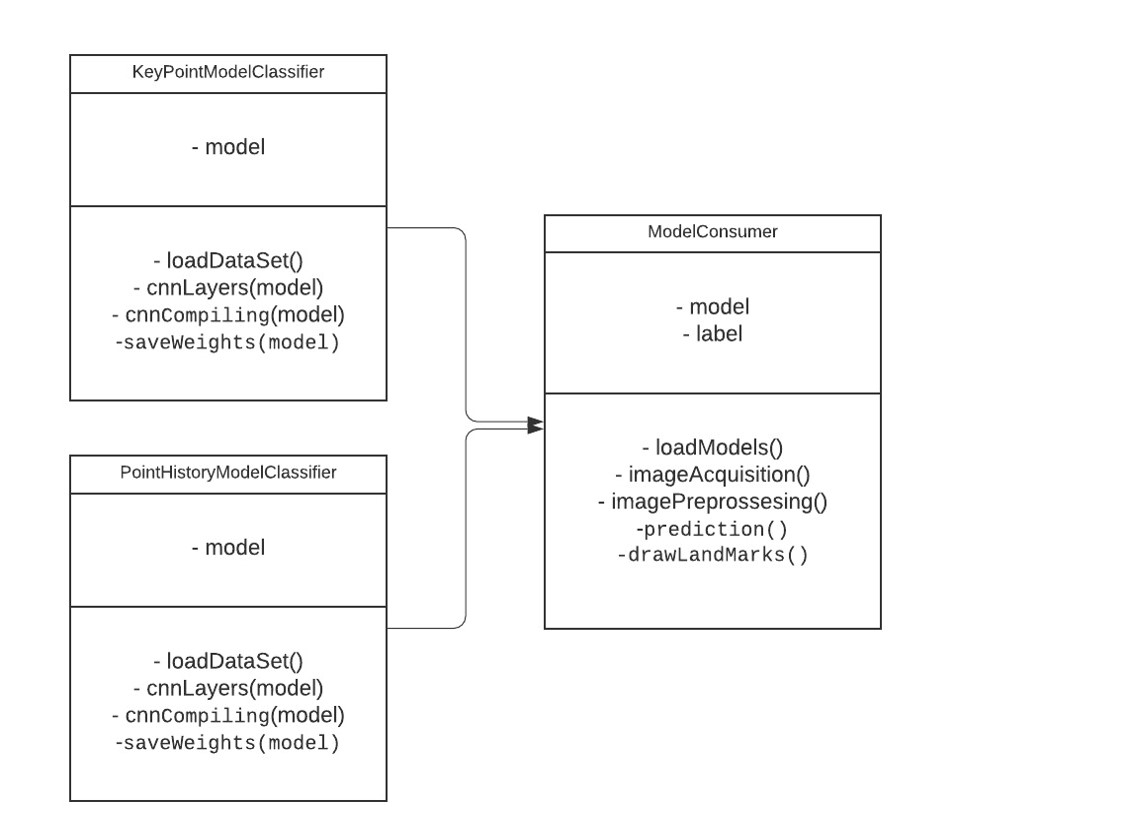 KeyPointModelClassifier
- model
- loadDataSet()
- cnnLayers(model)
- cnnCompiling(model)
-saveWeights(model)
PointHistoryModelClassifier
- model
- loadDataSet()
- cnnLayers(model)
- cnnCompiling(model)
-saveWeights(model)
ModelConsumer
- model
- label
- loadModels()
- imageAcquisition()
- imagePreprossesing()
-prediction()
-drawLandMarks()